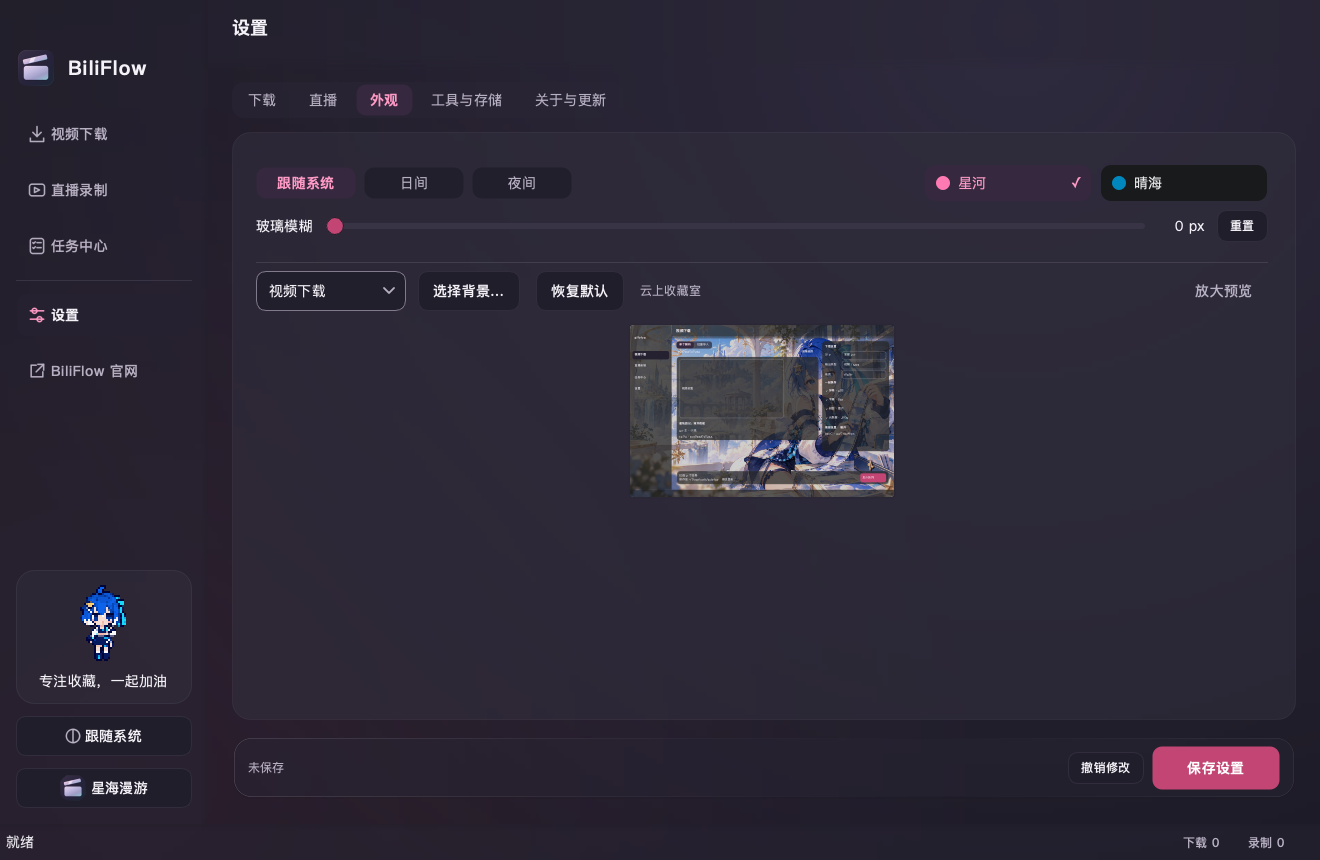 设置
BiliFlow
视频下载
直播录制
任务中心
设置
BiliFlow 官网
专注收藏，一起加油
跟随系统
星海漫游
下载 直播 外观 工具与存储 关于与更新
跟随系统 日间 夜间 星河 ✓ 晴海
玻璃模糊 0 px 重置
视频下载 选择背景... 恢复默认 云上收藏室 放大预览
未保存 撤销修改 保存设置
就绪 下载 0 录制 0